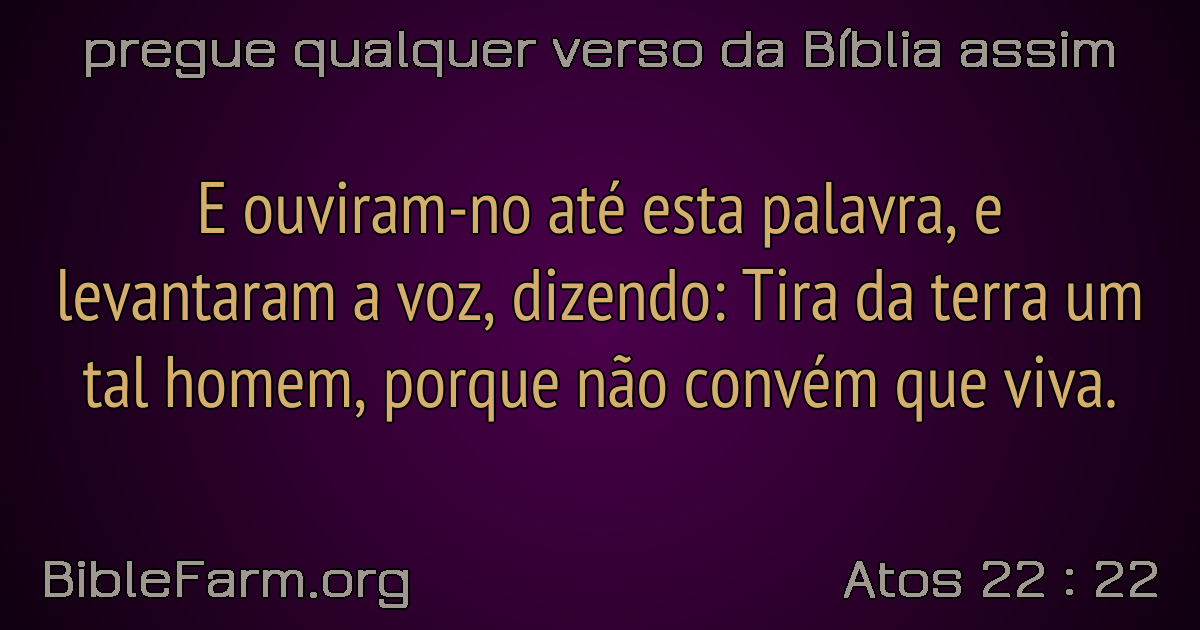 pregue qualquer verso da Bíblia assim
E ouviram-no até esta palavra, e
levantaram a voz, dizendo: Tira da terra um
tal homem, porque não convém que viva.
BibleFarm.org
Atos 22 : 22